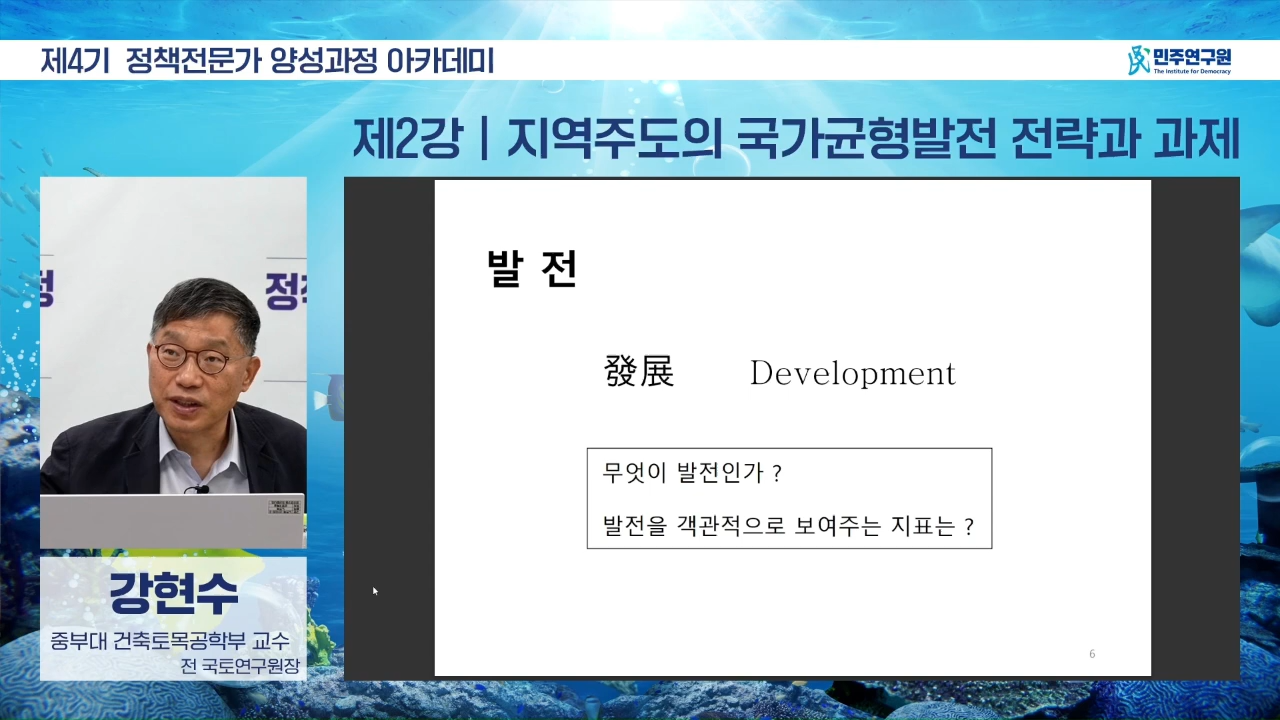 제4기 정책전문가 양성과정 아카데미
민주연구원
The Institute for Democracy
제2강 | 지역주도의 국가균형발전 전략과 과제
발 전
發展 Development
무엇이 발전인가 ?
발전을 객관적으로 보여주는 지표는 ?
6
강현수
중부대 건축토목공학부 교수
전 국토연구원장